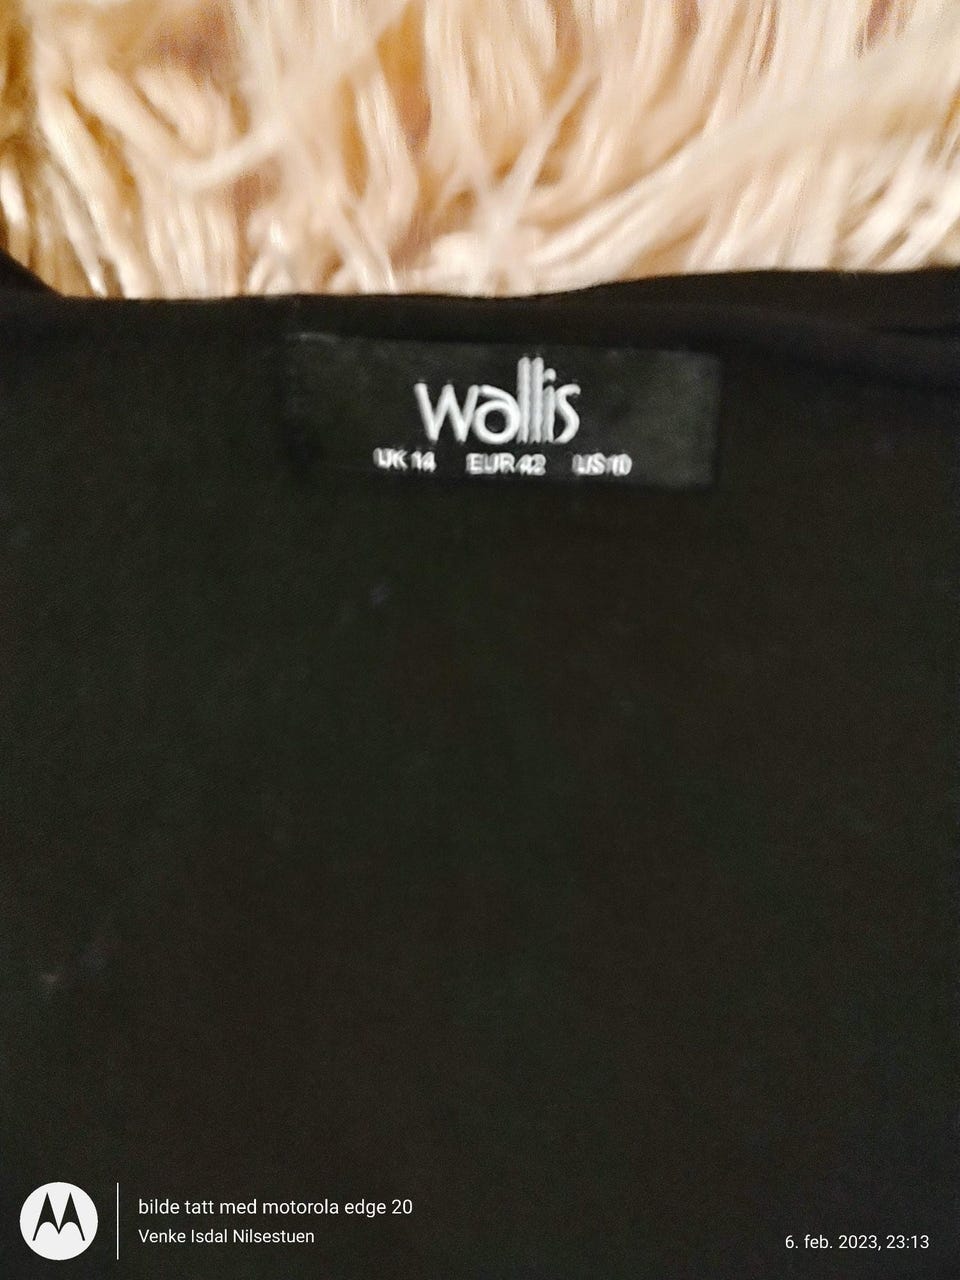 wallis
UK 14 EUR 42 US 10
bilde tatt med motorola edge 20
Venke Isdal Nilsestuen
6. feb. 2023, 23:13